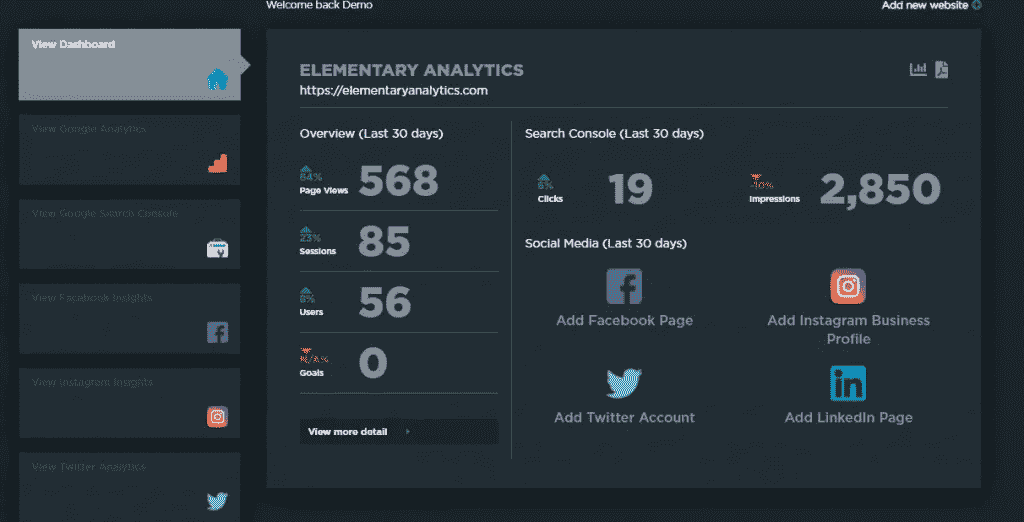 Welcome back Demo
Add new website
View Dashboard
View Google Analytics
View Google Search Console
View Facebook Insights
View Instagram Insights
View Twitter Analytics
ELEMENTARY ANALYTICS
https://elementaryanalytics.com
Overview (Last 30 days)
64%
Page Views
568
23%
Sessions
85
8%
Users
56
N/A%
Goals
0
View more detail
Search Console (Last 30 days)
6%
Clicks
19
-10%
Impressions
2,850
Social Media (Last 30 days)
Add Facebook Page
Add Instagram Business
Profile
Add Twitter Account
in
Add LinkedIn Page